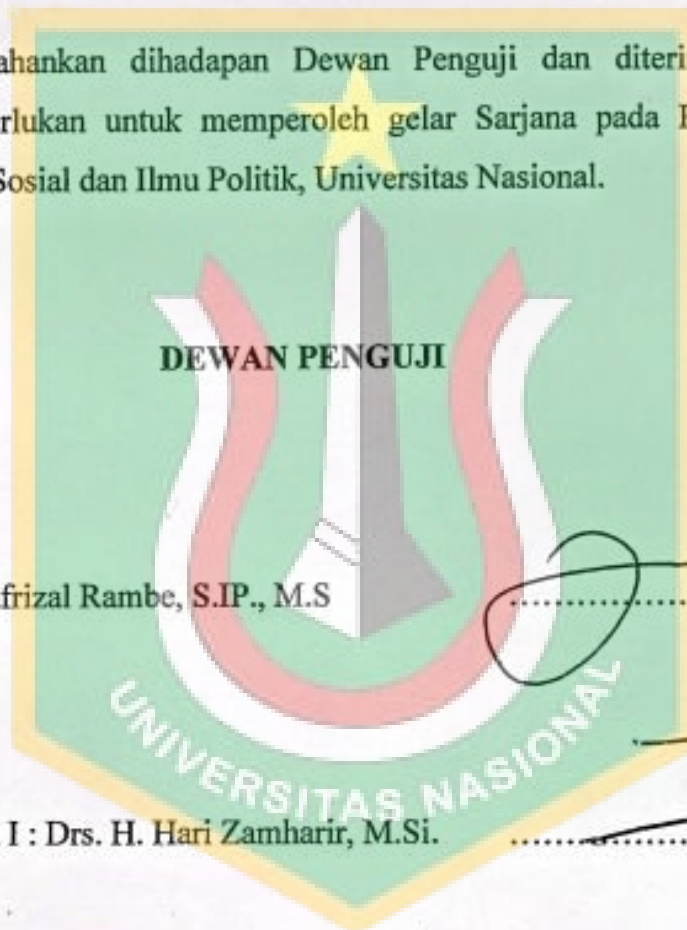 ahankan dihadapan Dewan Penguji dan diteri
rlukan untuk memperoleh gelar Sarjana pada
Sosial dan Ilmu Politik, Universitas Nasional.
DEWAN PENGUJI
frizal Rambe, S.IP., M.S
I : Drs. H. Hari Zamharir, M.Si.
UNIVERSITAS NASIONAL